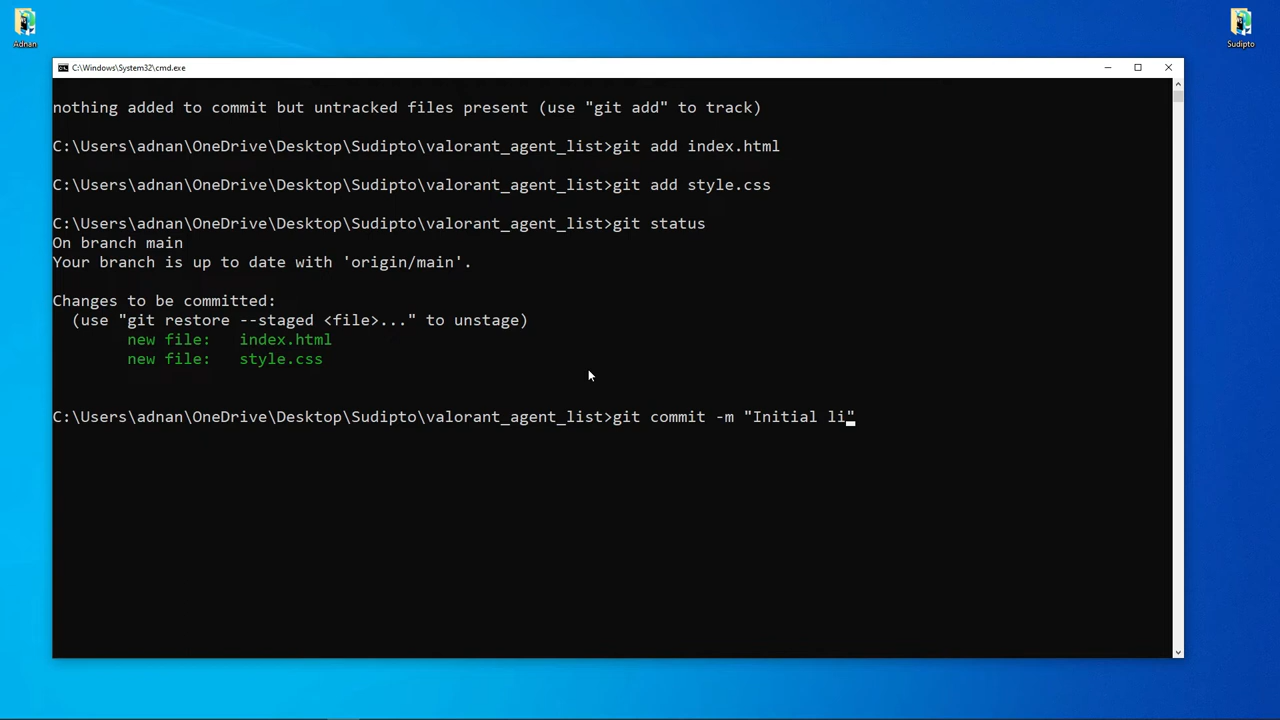 Adnan
Sudipto
C:\Windows\System32\cmd.exe
nothing added to commit but untracked files present (use "git add" to track)
C:\Users\adnan\OneDrive\Desktop\Sudipto\valorant_agent_list>git add index.html
C:\Users\adnan\OneDrive\Desktop\Sudipto\valorant_agent_list>git add style.css
C:\Users\adnan\OneDrive\Desktop\Sudipto\valorant_agent_list>git status
On branch main
Your branch is up to date with 'origin/main'.
Changes to be committed:
  (use "git restore --staged <file>..." to unstage)
        new file:   index.html
        new file:   style.css
C:\Users\adnan\OneDrive\Desktop\Sudipto\valorant_agent_list>git commit -m "Initial li"